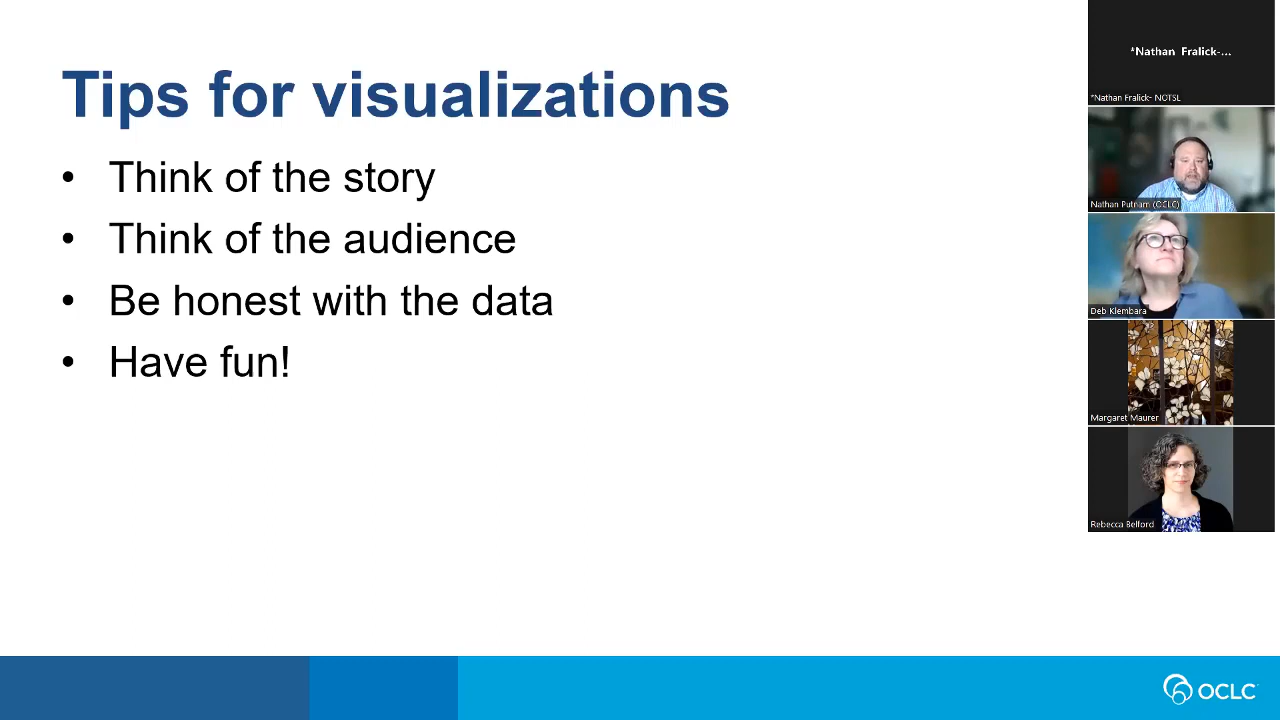 Tips for visualizations
• Think of the story
• Think of the audience
• Be honest with the data
• Have fun!
*Nathan Fralick-...
*Nathan Fralick- NOTSL
Nathan Putnam (OCLC)
Deb Klembara
Margaret Maurer
Rebecca Belford
OCLC